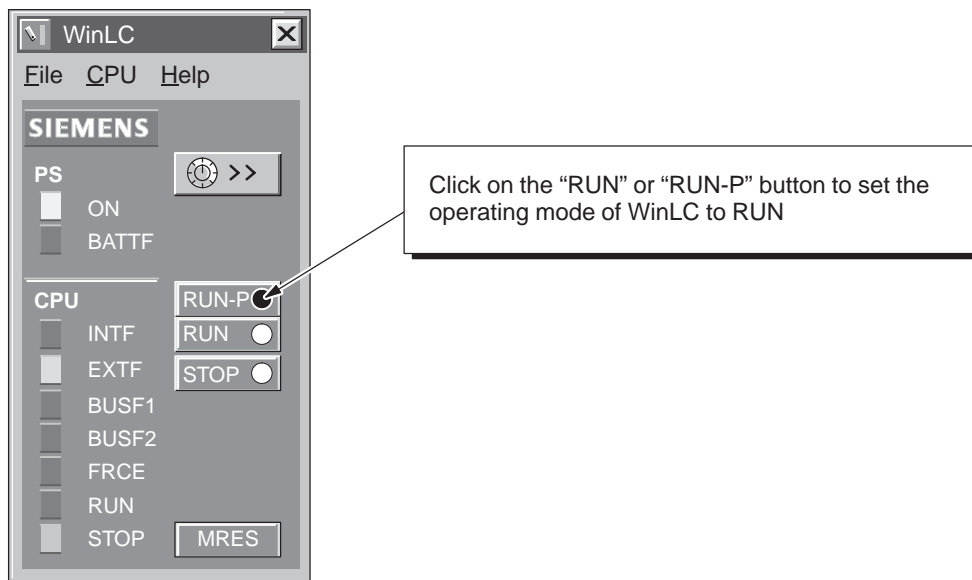 WinLC
File CPU Help
SIEMENS
PS
>>
ON
BATTF
CPU
RUN-P
INTF
RUN
EXTF
STOP
BUSF1
BUSF2
FRCE
RUN
STOP
MRES
Click on the “RUN” or “RUN-P” button to set the
operating mode of WinLC to RUN